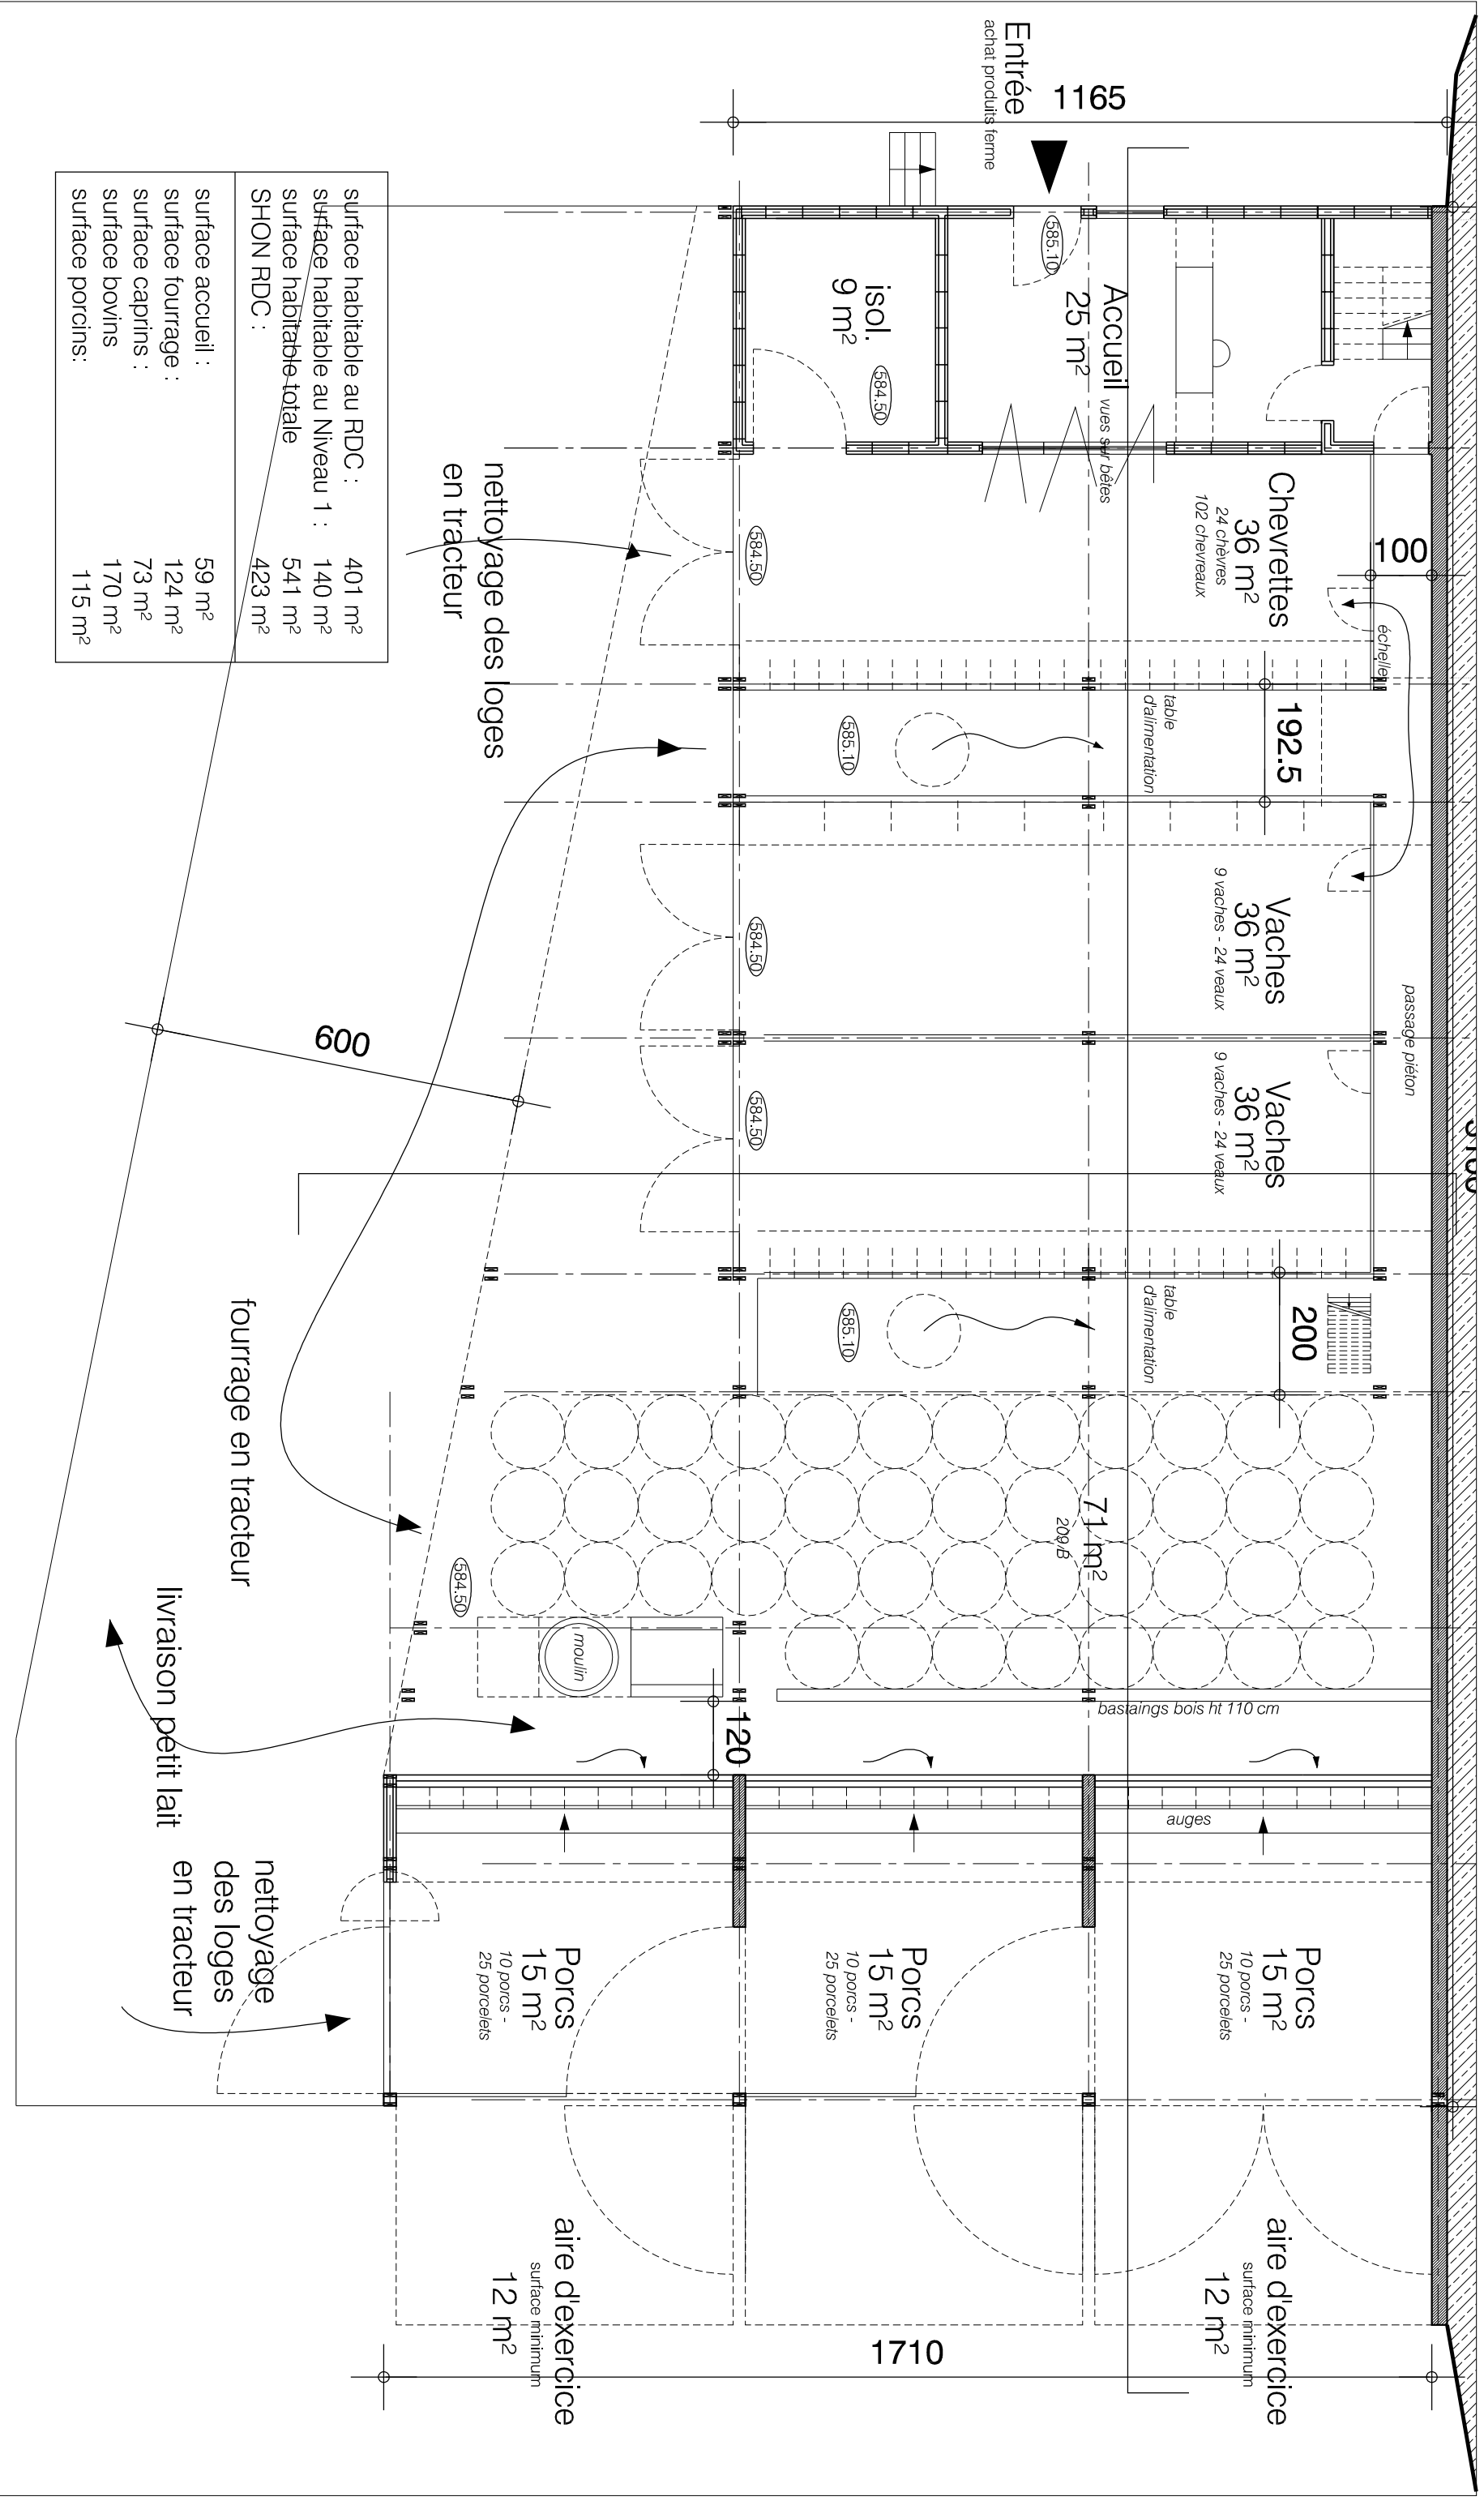 Entrée
achat produits ferme
1165
585.10
Accueil
25 m²
vues sur bêtes
isol.
9 m²
584.50
Chevrettes
36 m²
24 chèvres
102 chevreaux
100
échelle
584.50
nettoyage des loges
en tracteur
table
d'alimentation
192.5
585.10
Vaches
36 m²
9 vaches - 24 veaux
584.50
passage piéton
Vaches
36 m²
9 vaches - 24 veaux
584.50
600
table
d'alimentation
200
585.10
fourrage en tracteur
71 m²
209/B
584.50
moulin
bastaings bois ht 110 cm
120
livraison petit lait
auges
nettoyage
des loges
en tracteur
Porcs
15 m²
10 porcs -
25 porcelets
Porcs
15 m²
10 porcs -
25 porcelets
Porcs
15 m²
10 porcs -
25 porcelets
aire d'exercice
surface minimum
12 m²
aire d'exercice
surface minimum
12 m²
1710
surface habitable au RDC : 401 m²
surface habitable au Niveau 1 : 140 m²
surface habitable totale 541 m²
SHON RDC : 423 m²
surface accueil : 59 m²
surface fourrage : 124 m²
surface caprins : 73 m²
surface bovins 170 m²
surface porcins: 115 m²